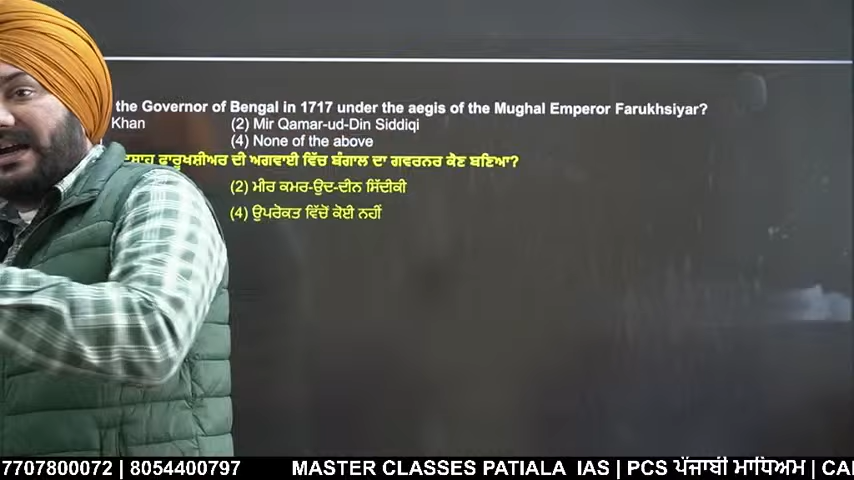 the Governor of Bengal in 1717 under the aegis of the Mughal Emperor Farukhsiyar?
Khan (2) Mir Qamar-ud-Din Siddiqi
(4) None of the above
ਫਾਰੂਖਸ਼ੀਅਰ ਦੀ ਅਗਵਾਈ ਵਿੱਚ ਬੰਗਾਲ ਦਾ ਗਵਰਨਰ ਕੌਣ ਬਣਿਆ?
(2) ਮੀਰ ਕਮਰ-ਉਦ-ਦੀਨ ਸਿੱਦੀਕੀ
(4) ਉਪਰੋਕਤ ਵਿੱਚੋਂ ਕੋਈ ਨਹੀਂ
7707800072 | 8054400797 MASTER CLASSES PATIALA IAS | PCS ਪੰਜਾਬੀ ਮਾਧਿਅਮ |